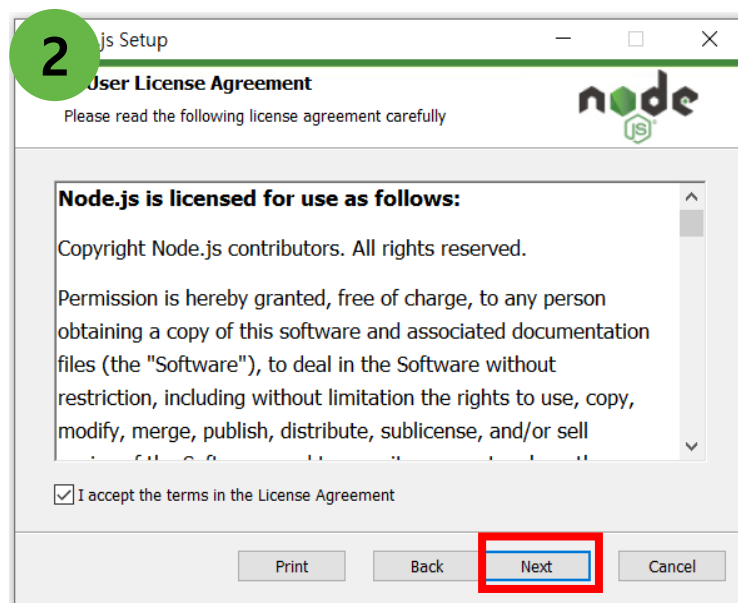 2
js Setup
User License Agreement
Please read the following license agreement carefully
node
JS
Node.js is licensed for use as follows:
Copyright Node.js contributors. All rights reserved.
Permission is hereby granted, free of charge, to any person
obtaining a copy of this software and associated documentation
files (the "Software"), to deal in the Software without
restriction, including without limitation the rights to use, copy,
modify, merge, publish, distribute, sublicense, and/or sell
I accept the terms in the License Agreement
Print Back Next Cancel